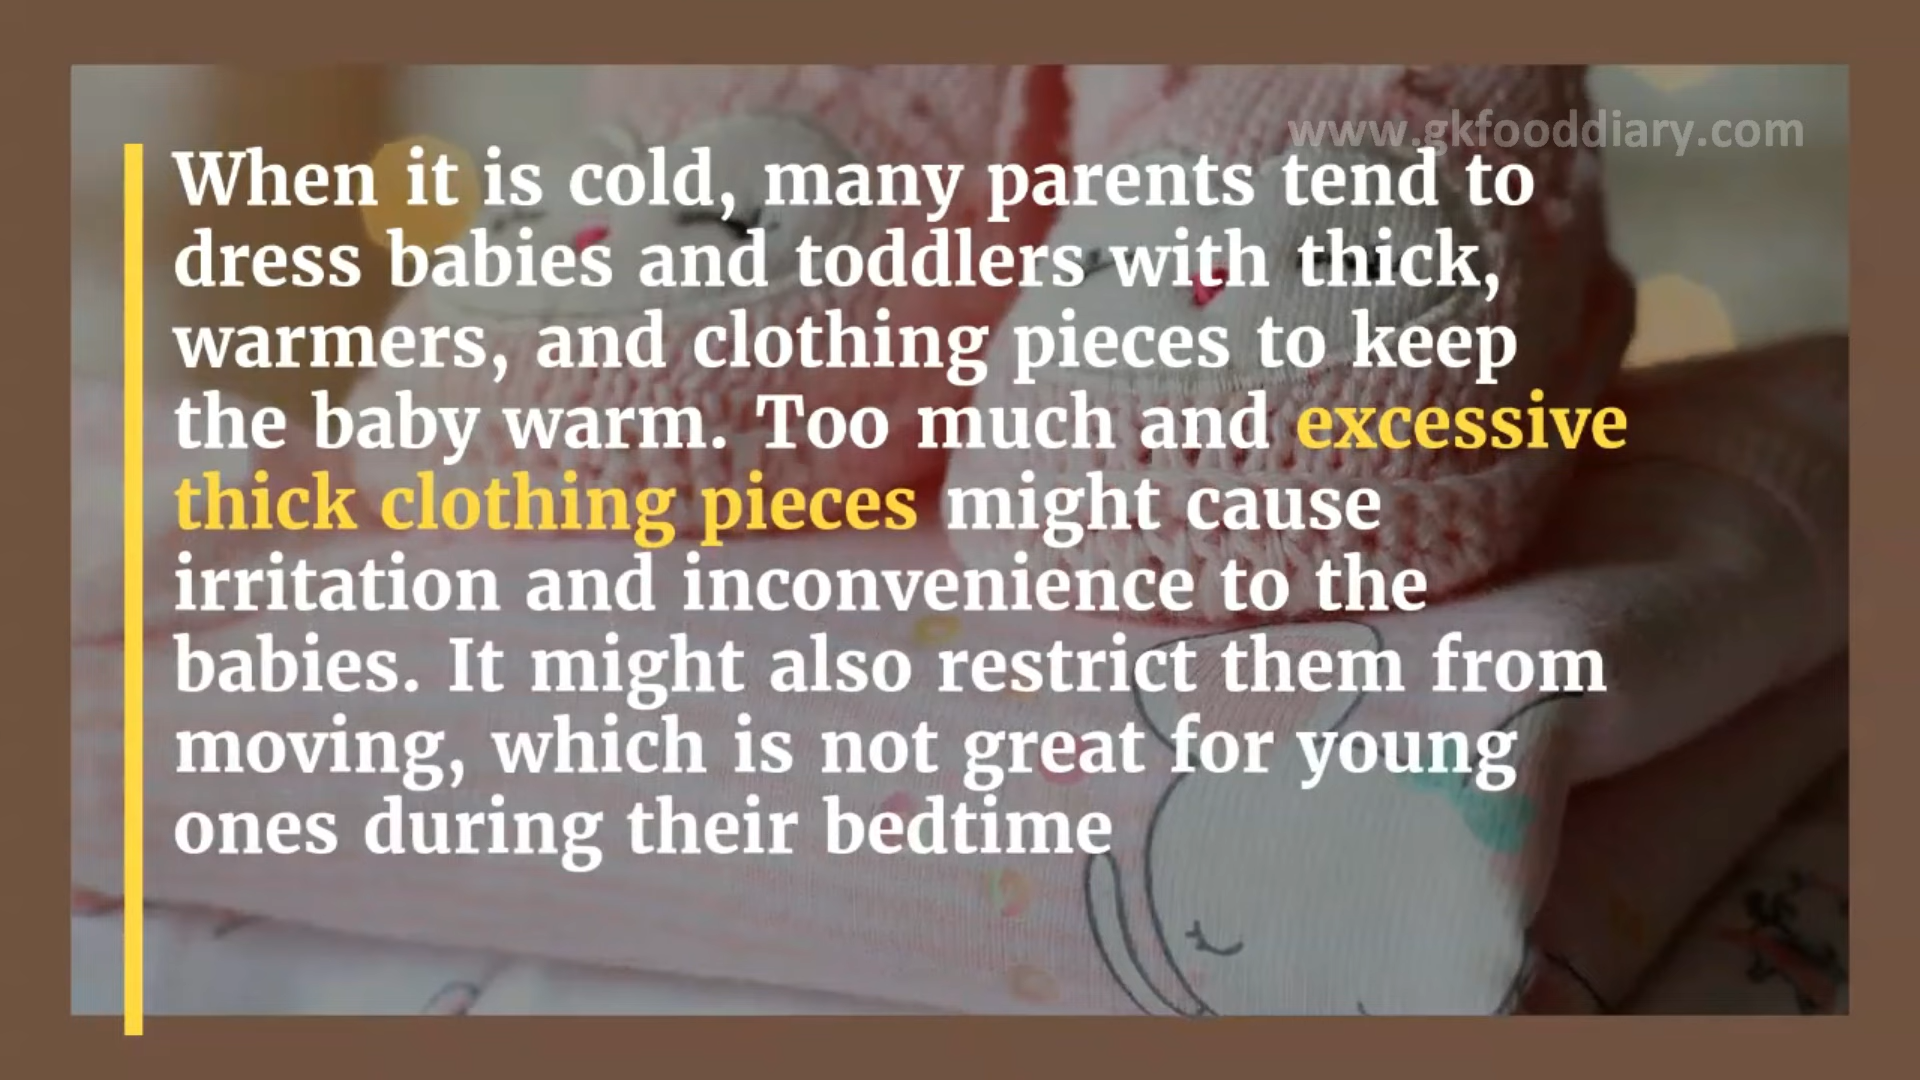 www.gkfooddiary.com
When it is cold, many parents tend to
dress babies and toddlers with thick,
warmers, and clothing pieces to keep
the baby warm. Too much and excessive
thick clothing pieces might cause
irritation and inconvenience to the
babies. It might also restrict them from
moving, which is not great for young
ones during their bedtime